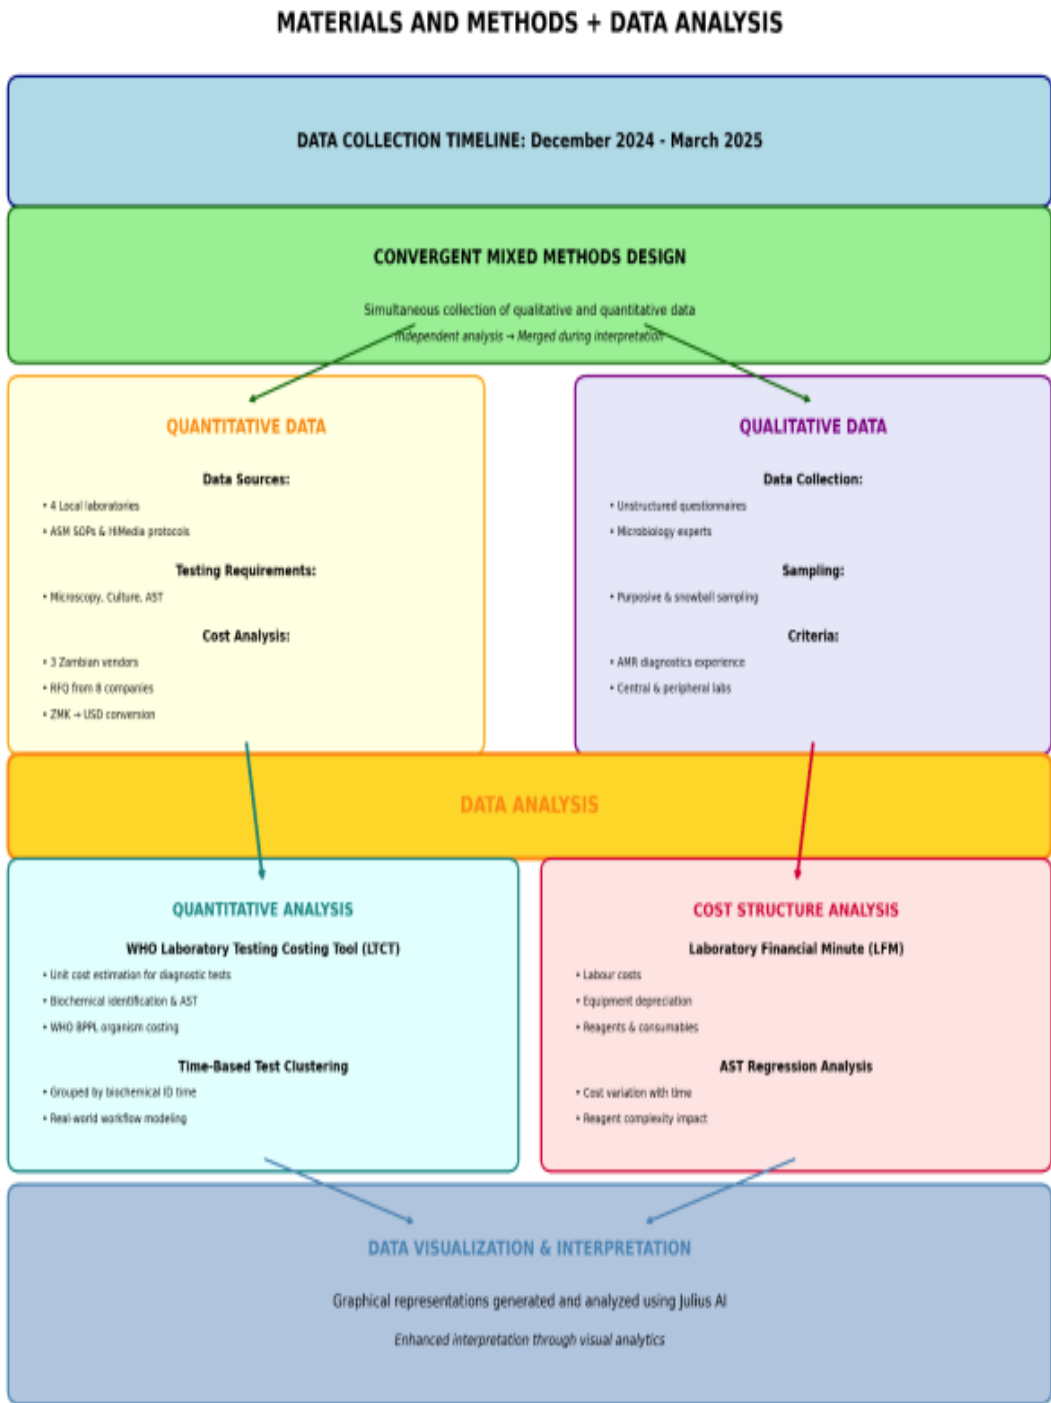 MATERIALS AND METHODS + DATA ANALYSIS
DATA COLLECTION TIMELINE: December 2024 - March 2025
CONVERGENT MIXED METHODS DESIGN
Simultaneous collection of qualitative and quantitative data
Independent analysis → Merged during interpretation
QUANTITATIVE DATA
Data Sources:
• 4 Local laboratories
• ASM SOPs & HiMedia protocols
Testing Requirements:
• Microscopy, Culture, AST
Cost Analysis:
• 3 Zambian vendors
• RFQ from 8 companies
• ZMK → USD conversion
QUALITATIVE DATA
Data Collection:
• Unstructured questionnaires
• Microbiology experts
Sampling:
• Purposive & snowball sampling
Criteria:
• AMR diagnostics experience
• Central & peripheral labs
DATA ANALYSIS
QUANTITATIVE ANALYSIS
WHO Laboratory Testing Costing Tool (LTCT)
• Unit cost estimation for diagnostic tests
• Biochemical identification & AST
• WHO BPPL organism costing
Time-Based Test Clustering
• Grouped by biochemical ID time
• Real-world workflow modeling
COST STRUCTURE ANALYSIS
Laboratory Financial Minute (LFM)
• Labour costs
• Equipment depreciation
• Reagents & consumables
AST Regression Analysis
• Cost variation with time
• Reagent complexity impact
DATA VISUALIZATION & INTERPRETATION
Graphical representations generated and analyzed using Julius AI
Enhanced interpretation through visual analytics